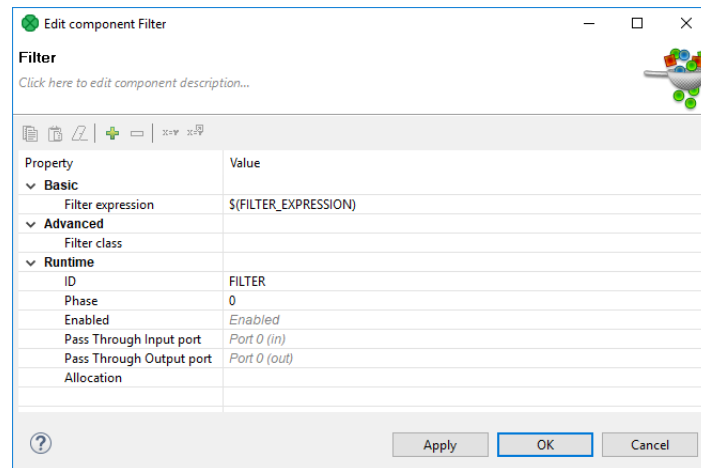 Edit component Filter
Filter
Click here to edit component description...
Property Value
Basic
Filter expression $(FILTER_EXPRESSION)
Advanced
Filter class
Runtime
ID FILTER
Phase 0
Enabled Enabled
Pass Through Input port Port 0 (in)
Pass Through Output port Port 0 (out)
Allocation
Apply OK Cancel